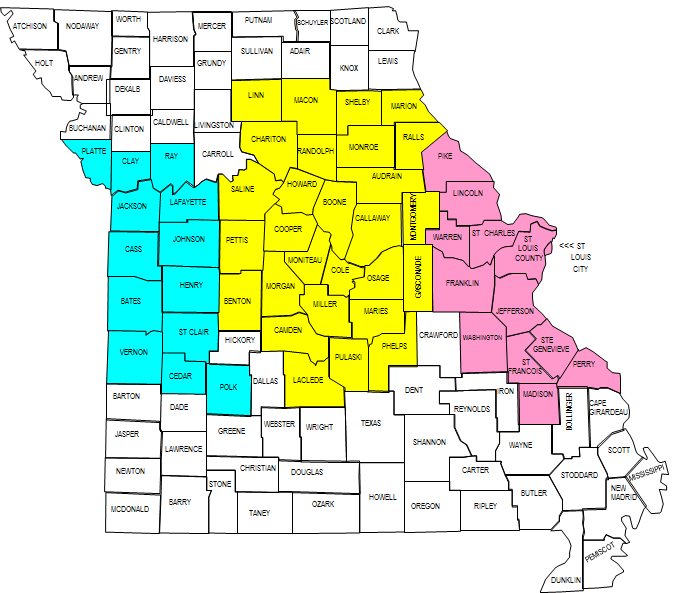 ATCHISON
NODAWAY
WORTH
HARRISON
MERCER
PUTNAM
SCHUYLER
SCOTLAND
CLARK
HOLT
GENTRY
GRUNDY
SULLIVAN
ADAIR
KNOX
LEWIS
ANDREW
DEKALB
DAVIESS
LINN
MACON
SHELBY
MARION
BUCHANAN
CLINTON
CALDWELL
LIVINGSTON
CHARITON
RANDOLPH
MONROE
RALLS
PLATTE
CLAY
RAY
CARROLL
AUDRAIN
PIKE
JACKSON
LAFAYETTE
SALINE
HOWARD
BOONE
CALLAWAY
MONTGOMERY
LINCOLN
CASS
JOHNSON
PETTIS
COOPER
MONITEAU
COLE
OSAGE
GASCONADE
WARREN
ST CHARLES
ST
LOUIS
COUNTY
<<< ST
LOUIS
CITY
BATES
HENRY
BENTON
MORGAN
MILLER
MARIES
FRANKLIN
JEFFERSON
VERNON
ST CLAIR
HICKORY
CAMDEN
PULASKI
PHELPS
CRAWFORD
WASHINGTON
STE
GENEVIEVE
ST
FRANCOIS
PERRY
CEDAR
POLK
DALLAS
LACLEDE
DENT
IRON
MADISON
BOLLINGER
CAPE
GIRARDEAU
BARTON
DADE
GREENE
WEBSTER
WRIGHT
TEXAS
REYNOLDS
JASPER
LAWRENCE
SHANNON
WAYNE
SCOTT
NEWTON
STONE
CHRISTIAN
DOUGLAS
CARTER
STODDARD
MISSISSIPPI
MCDONALD
BARRY
TANEY
OZARK
HOWELL
OREGON
RIPLEY
BUTLER
NEW
MADRID
DUNKLIN
PEMISCOT